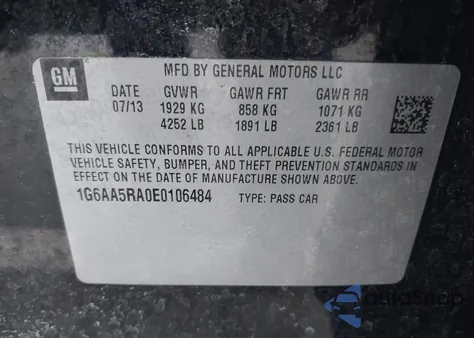 GM
MFD BY GENERAL MOTORS LLC
DATE GVWR GAWR FRT GAWR RR
07/13 1929 KG 858 KG 1071 KG
4252 LB 1891 LB 2361 LB
THIS VEHICLE CONFORMS TO ALL APPLICABLE U.S. FEDERAL MOTOR
VEHICLE SAFETY, BUMPER, AND THEFT PREVENTION STANDARDS IN
EFFECT ON THE DATE OF MANUFACTURE SHOWN ABOVE.
1G6AA5RA0E0106484 TYPE: PASS CAR
autoSnap